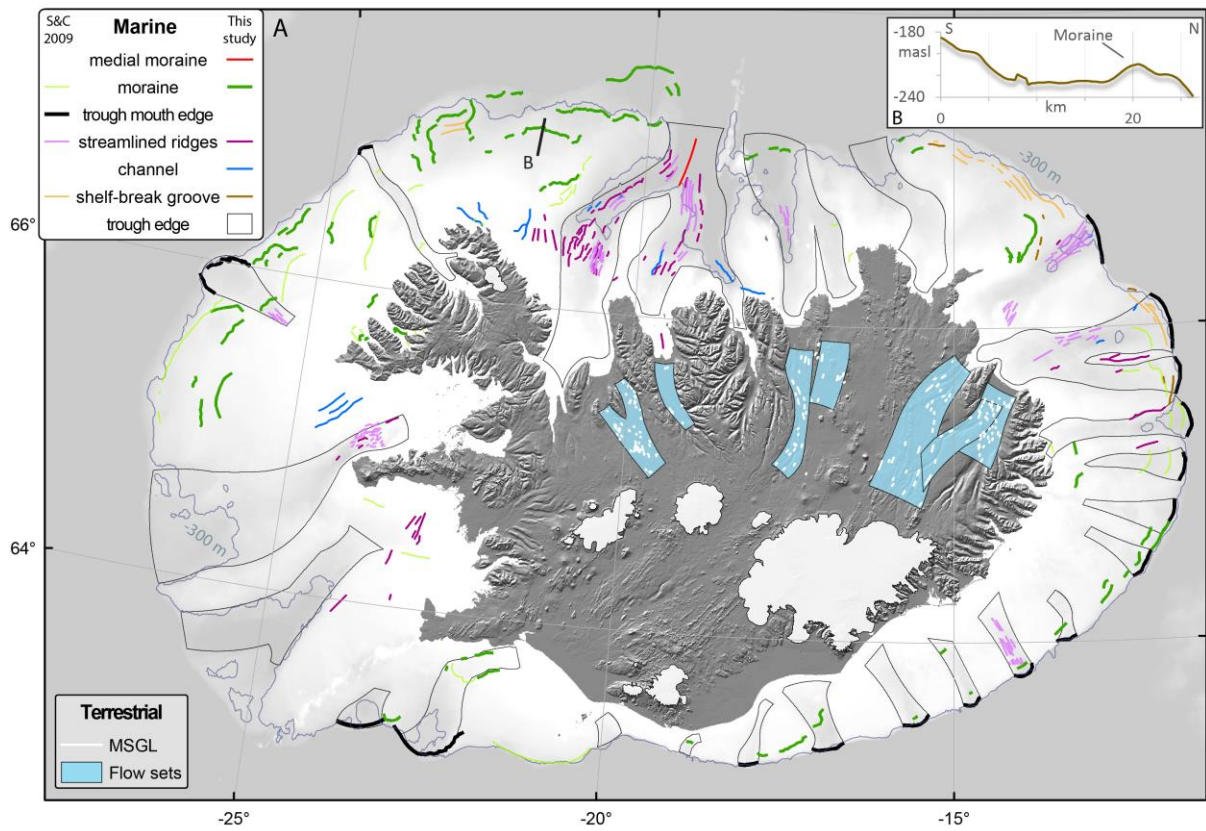 S&C 2009 Marine This study
medial moraine
moraine
trough mouth edge
streamlined ridges
channel
shelf-break groove
trough edge
A
-180
S
N
masl
Moraine
-240
km
B
0
20
B
-300 m
66°
-300 m
64°
Terrestrial
MSGL
Flow sets
-25°
-20°
-15°